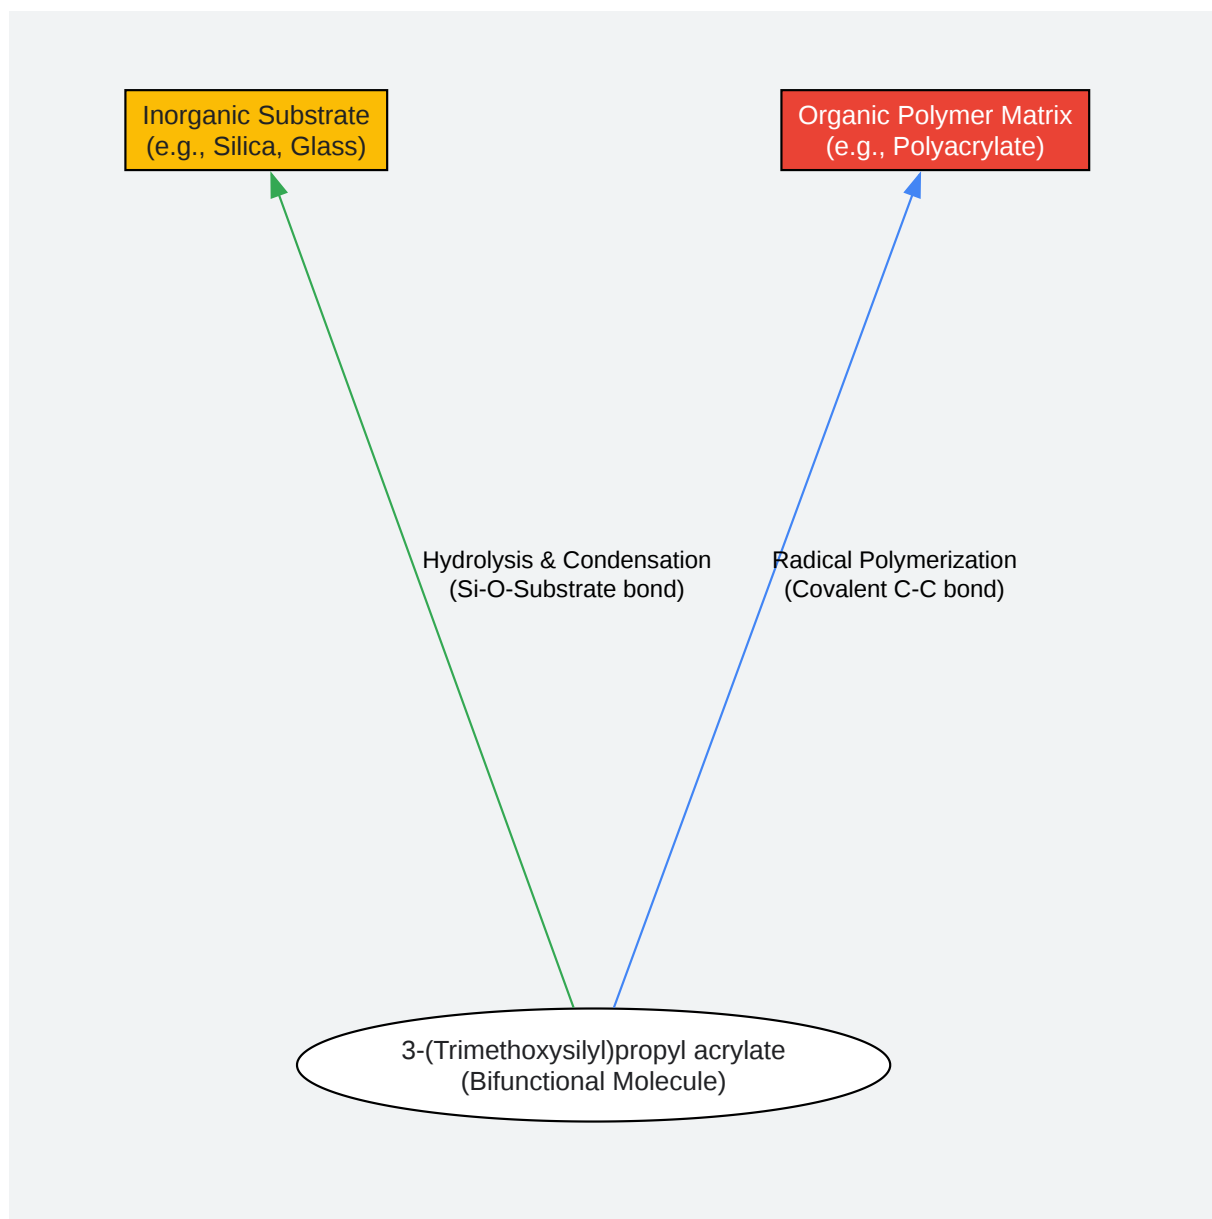 Inorganic Substrate
(e.g., Silica, Glass)
Organic Polymer Matrix
(e.g., Polyacrylate)
Hydrolysis & Condensation
(Si-O-Substrate bond)
Radical Polymerization
(Covalent C-C bond)
3-(Trimethoxysilyl)propyl acrylate
(Bifunctional Molecule)